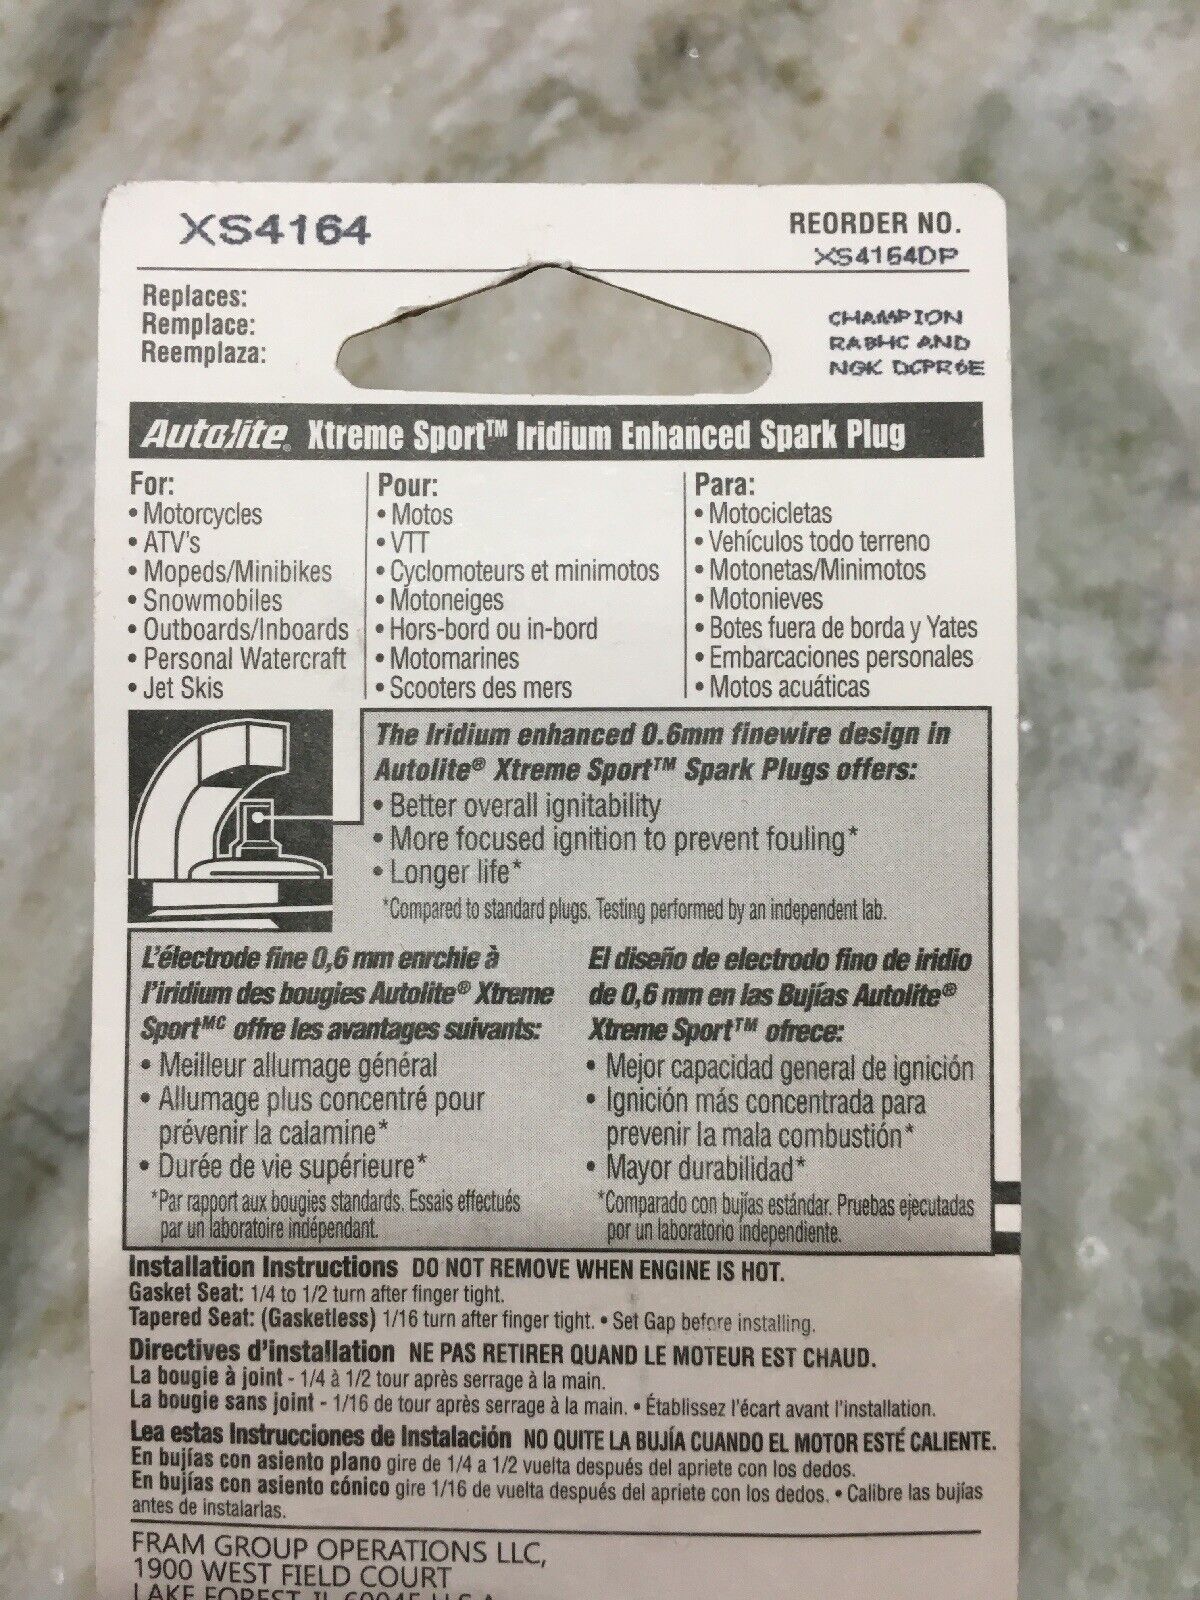 XS4164
REORDER NO.
XS4164DP
Replaces:
Remplace:
Reemplaza:
CHAMPION
RA8HC AND
NGK DCPR6E
Autolite® Xtreme Sport™ Iridium Enhanced Spark Plug
For:
• Motorcycles
• ATV's
• Mopeds/Minibikes
• Snowmobiles
• Outboards/Inboards
• Personal Watercraft
• Jet Skis
Pour:
• Motos
• VTT
• Cyclomoteurs et minimotos
• Motoneiges
• Hors-bord ou in-bord
• Motomarines
• Scooters des mers
Para:
• Motocicletas
• Vehículos todo terreno
• Motonetas/Minimotos
• Motonieves
• Botes fuera de borda y Yates
• Embarcaciones personales
• Motos acuáticas
The Iridium enhanced 0.6mm finewire design in
Autolite® Xtreme Sport™ Spark Plugs offers:
• Better overall ignitability
• More focused ignition to prevent fouling*
• Longer life*
*Compared to standard plugs. Testing performed by an independent lab.
L'électrode fine 0,6 mm enrchie à
l'iridium des bougies Autolite® Xtreme
Sport MC offre les avantages suivants:
• Meilleur allumage général
• Allumage plus concentré pour
prévenir la calamine*
• Durée de vie supérieure*
*Par rapport aux bougies standards. Essais effectués
par un laboratoire indépendant.
El diseño de electrodo fino de iridio
de 0,6 mm en las Bujías Autolite®
Xtreme Sport™ ofrece:
• Mejor capacidad general de ignición
• Ignición más concentrada para
prevenir la mala combustión*
• Mayor durabilidad*
*Comparado con bujías estándar. Pruebas ejecutadas
por un laboratorio independiente.
Installation Instructions DO NOT REMOVE WHEN ENGINE IS HOT.
Gasket Seat: 1/4 to 1/2 turn after finger tight.
Tapered Seat: (Gasketless) 1/16 turn after finger tight. • Set Gap before installing.
Directives d'installation NE PAS RETIRER QUAND LE MOTEUR EST CHAUD.
La bougie à joint - 1/4 à 1/2 tour après serrage à la main.
La bougie sans joint - 1/16 de tour après serrage à la main. • Établissez l'écart avant l'installation.
Lea estas Instrucciones de Instalación NO QUITE LA BUJÍA CUANDO EL MOTOR ESTÉ CALIENTE.
En bujías con asiento plano gire de 1/4 a 1/2 vuelta después del apriete con los dedos.
En bujías con asiento cónico gire 1/16 de vuelta después del apriete con los dedos. • Calibre las bujías
antes de instalarlas.
FRAM GROUP OPERATIONS LLC,
1900 WEST FIELD COURT
LAKE FOREST, IL 60045 U.S.A.